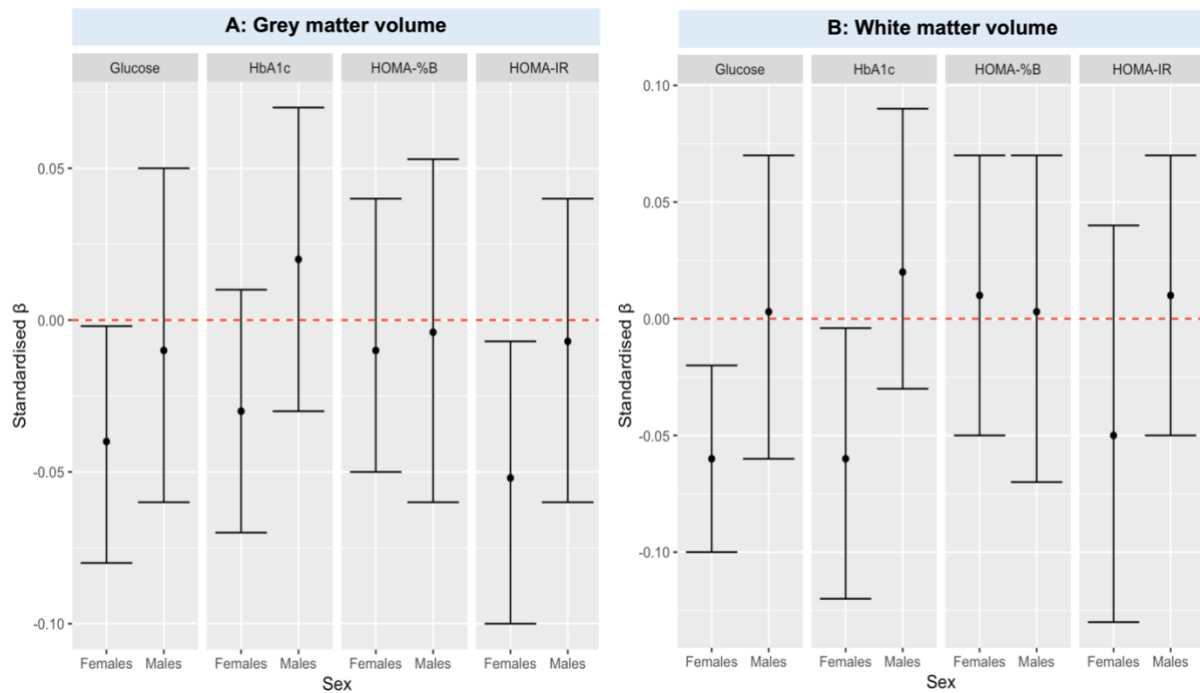 A: Grey matter volume
Glucose HbA1c HOMA-%B HOMA-IR
0.05
0.00
-0.05
-0.10
Standardised β
Females Males Females Males Females Males Females Males
Sex
B: White matter volume
Glucose HbA1c HOMA-%B HOMA-IR
0.10
0.05
0.00
-0.05
-0.10
Standardised β
Females Males Females Males Females Males Females Males
Sex